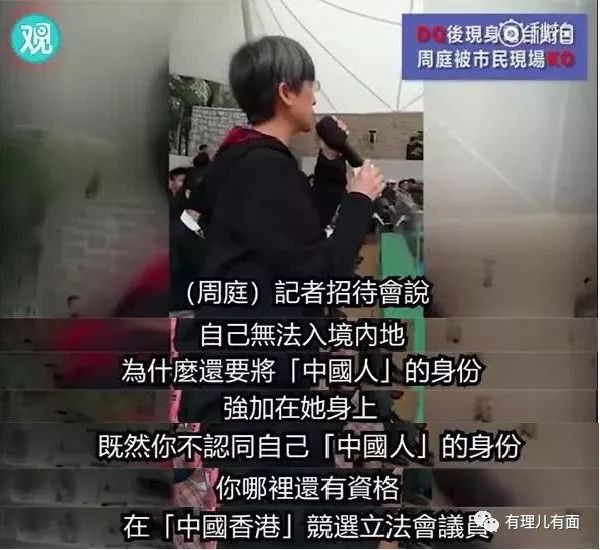 观
DQ後現身
周庭被市民現場KO
（周庭）記者招待會說
自己無法入境內地
為什麼還要將「中國人」的身份
強加在她身上
既然你不認同自己「中國人」的身份
你哪裡還有資格
在「中國香港」競選立法會議員
有理儿有面